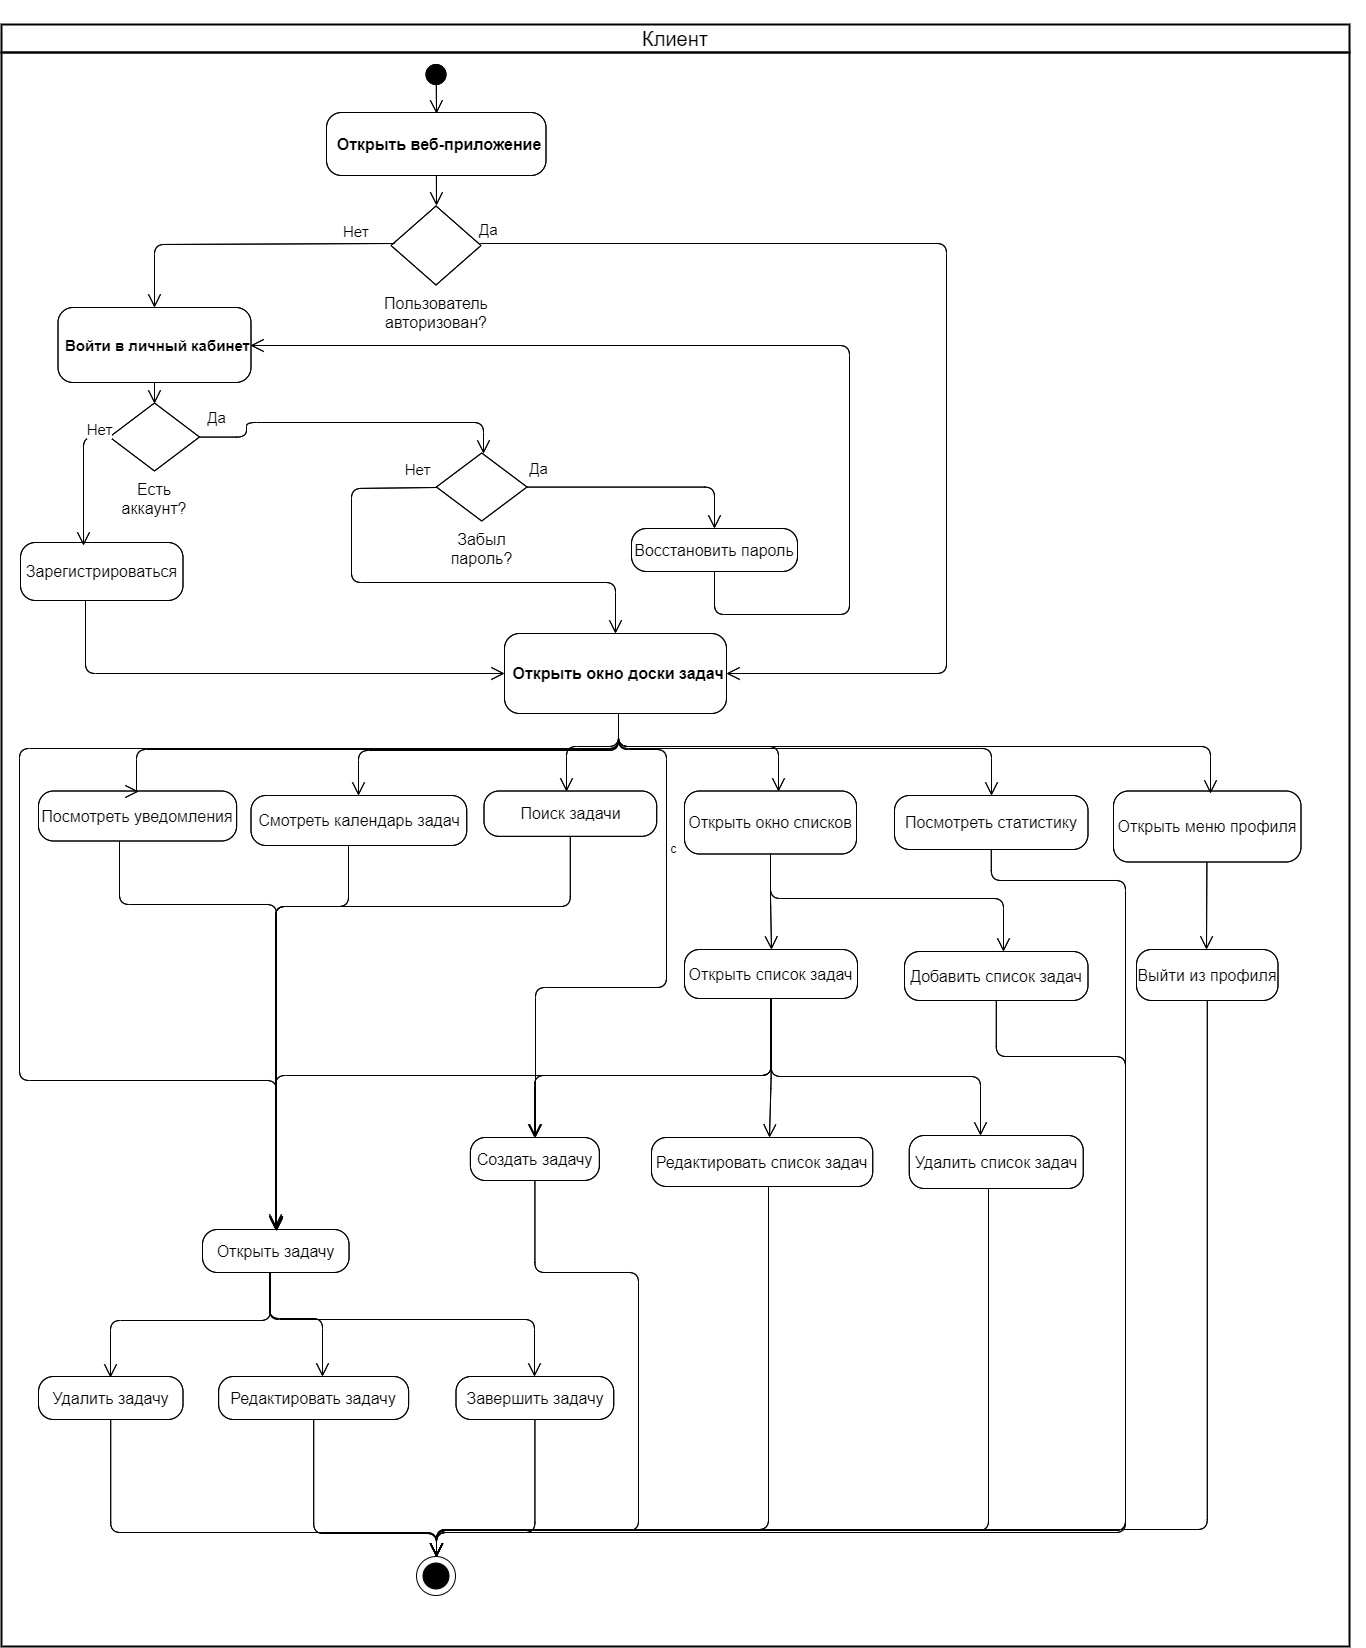 Клиент
Открыть веб-приложение
Нет
Да
Пользователь
авторизован?
Войти в личный кабинет
Нет
Да
Есть
аккаунт?
Нет
Да
Забыл
пароль?
Восстановить пароль
Зарегистрироваться
Открыть окно доски задач
Посмотреть уведомления
Смотреть календарь задач
Поиск задачи
с
Открыть окно списков
Посмотреть статистику
Открыть меню профиля
Открыть список задач
Добавить список задач
Выйти из профиля
Создать задачу
Редактировать список задач
Удалить список задач
Открыть задачу
Удалить задачу
Редактировать задачу
Завершить задачу